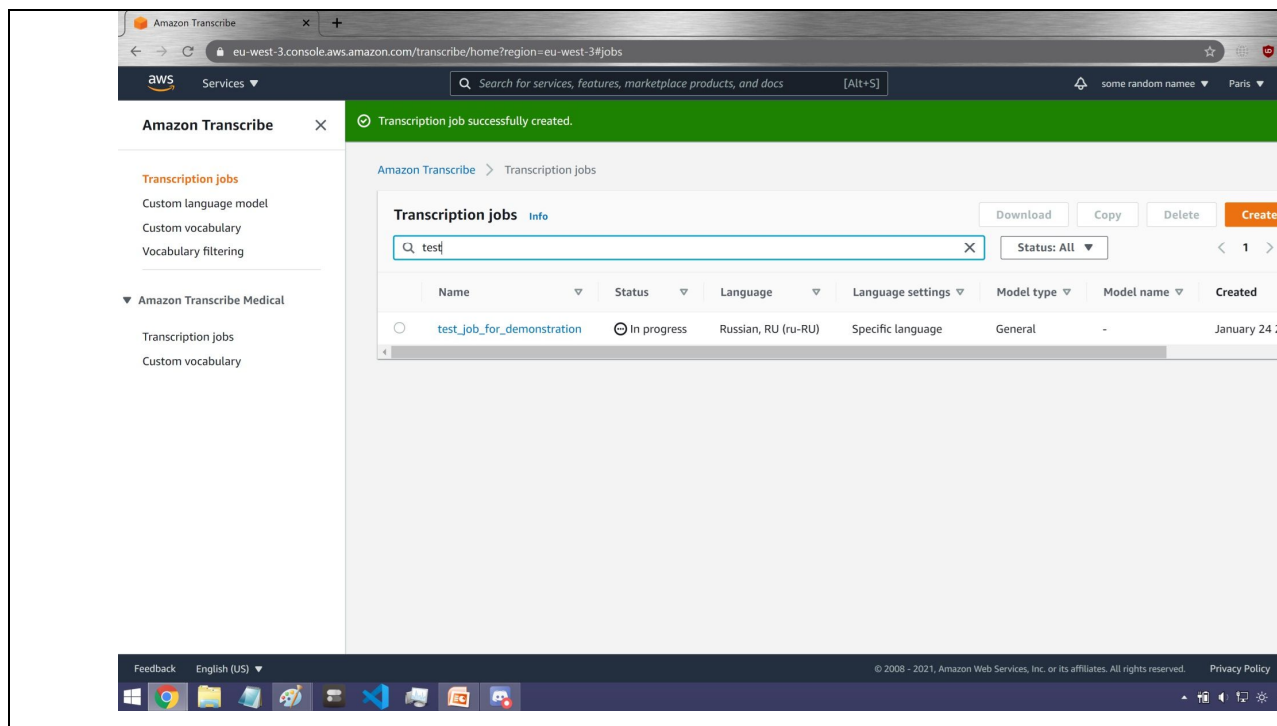 Amazon Transcribe
eu-west-3.console.aws.amazon.com/transcribe/home?region=eu-west-3#jobs
aws Services ▼ Search for services, features, marketplace products, and docs [Alt+S] some random namee ▼ Paris ▼
Amazon Transcribe
Transcription jobs
Custom language model
Custom vocabulary
Vocabulary filtering
▼ Amazon Transcribe Medical
Transcription jobs
Custom vocabulary
Transcription job successfully created.
Amazon Transcribe > Transcription jobs
Transcription jobs Info Download Copy Delete Create
test Status: All ▼ < 1 >
Name Status Language Language settings Model type Model name Created
test_job_for_demonstration In progress Russian, RU (ru-RU) Specific language General - January 24 2
Feedback English (US) ▼ © 2008 - 2021, Amazon Web Services, Inc. or its affiliates. All rights reserved. Privacy Policy